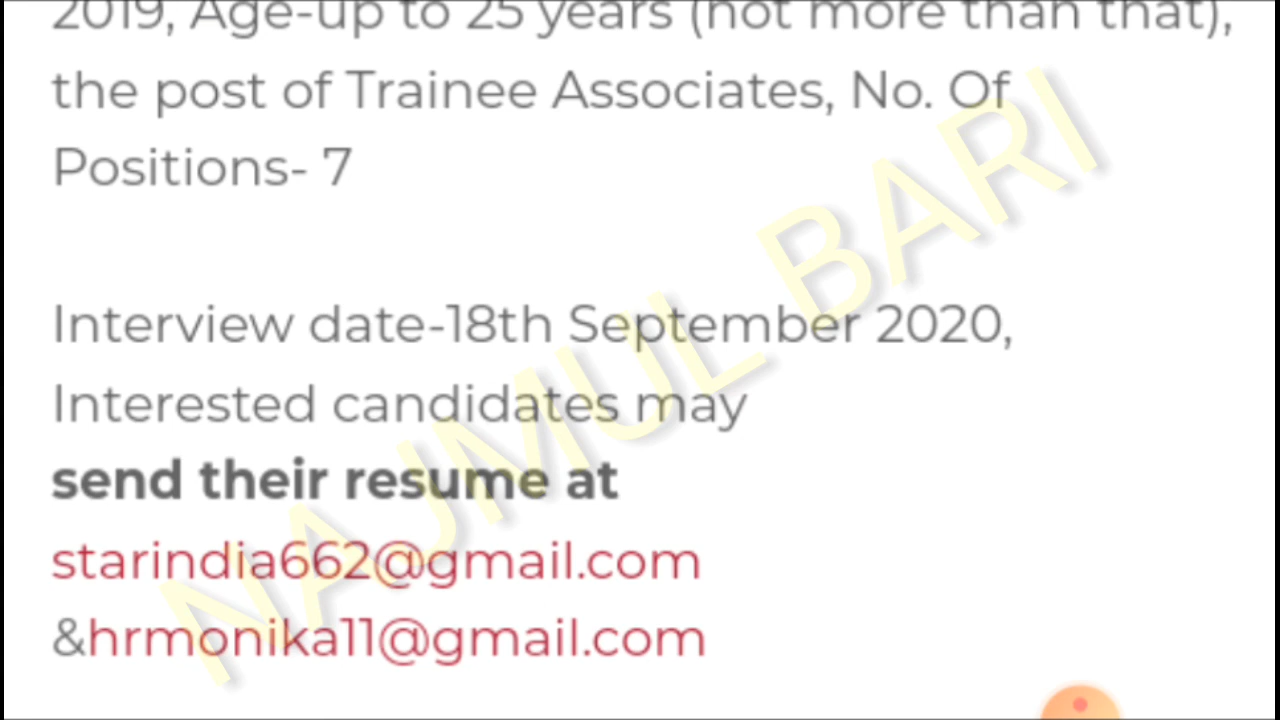 2019, Age-up to 25 years (not more than that),
the post of Trainee Associates, No. Of
Positions- 7
Interview date-18th September 2020,
Interested candidates may
send their resume at
starindia662@gmail.com
&hrmonika11@gmail.com
NAJMUL BARI